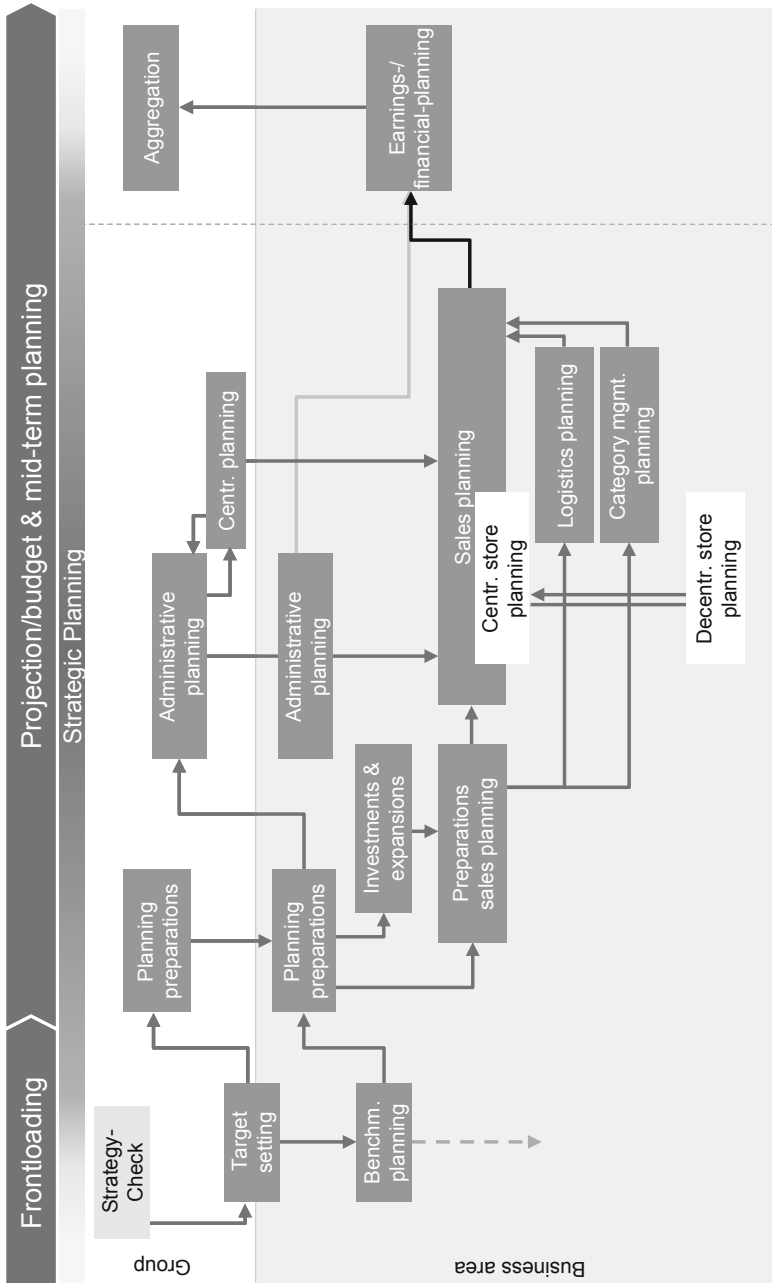 Frontloading
Projection/budget & mid-term planning
Strategic Planning
Group
Strategy-
Check
Target
setting
Planning
preparations
Administrative
planning
Centr. planning
Aggregation
Business area
Benchm.
planning
Planning
preparations
Investments &
expansions
Preparations
sales planning
Administrative
planning
Sales planning
Centr. store
planning
Logistics planning
Category mgmt.
planning
Decentr. store
planning
Earnings-/
financial-planning